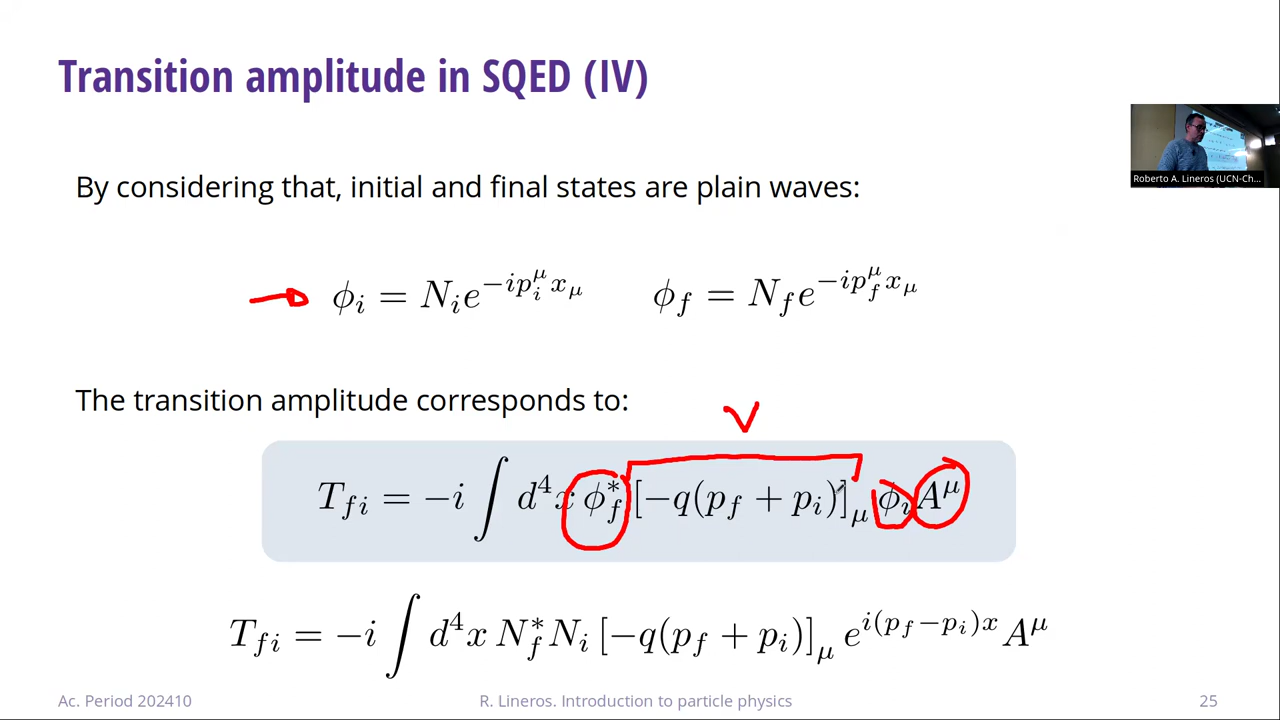 Transition amplitude in SQED (IV)
Roberto A. Lineros (UCN-Ch...
By considering that, initial and final states are plain waves:
ϕ_i = N_i e^{−ip_i^μ x_μ}    ϕ_f = N_f e^{−ip_f^μ x_μ}
The transition amplitude corresponds to:
V
T_{fi} = −i ∫ d^4x ϕ_f^* [−q(p_f + p_i)]_μ ϕ_i A^μ
T_{fi} = −i ∫ d^4x N_f^* N_i [−q(p_f + p_i)]_μ e^{i(p_f−p_i)x} A^μ
Ac. Period 202410    R. Lineros. Introduction to particle physics    25